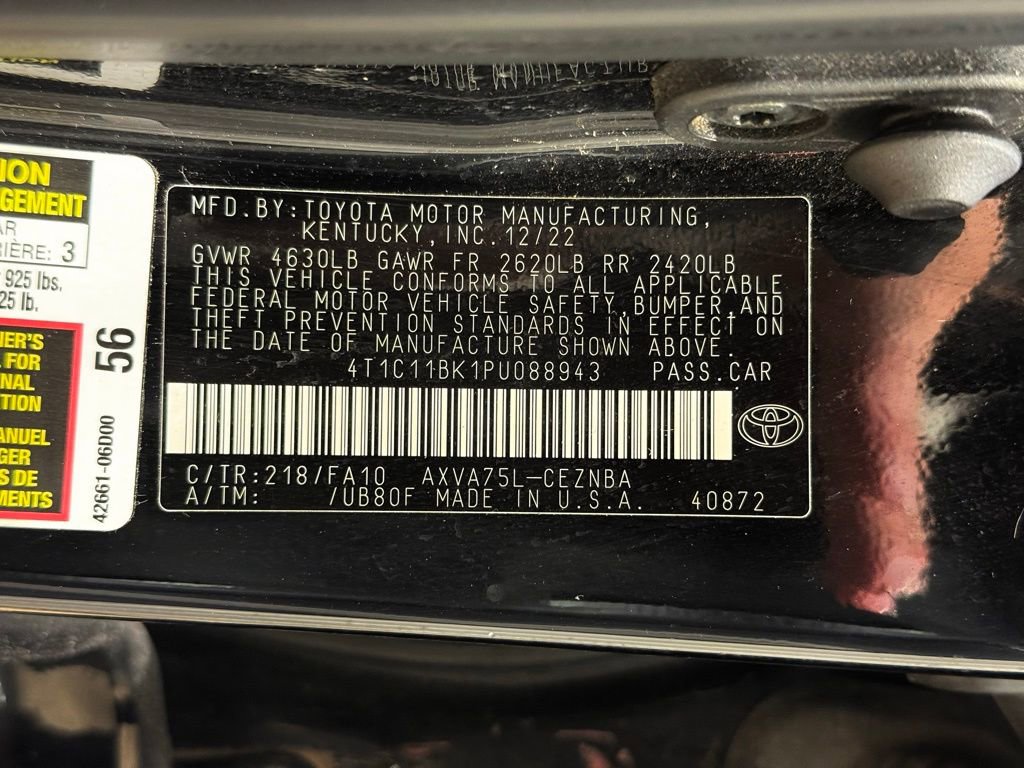 ION
GEMENT
AR
RIÈRE: 3
925 lbs.
25 lb.
NER'S
L FOR
NAL
TION
ANUEL
GER
S DE
MENTS
56
42661-06D00
MFD.BY:TOYOTA MOTOR MANUFACTURING,
KENTUCKY,INC.12/22
GVWR 4630LB GAWR FR 2620LB RR 2420LB
THIS VEHICLE CONFORMS TO ALL APPLICABLE
FEDERAL MOTOR VEHICLE SAFETY,BUMPER,AND
THEFT PREVENTION STANDARDS IN EFFECT ON
THE DATE OF MANUFACTURE SHOWN ABOVE.
4T1C11BK1PU088943 PASS.CAR
C/TR:218/FA10 AXVA75L-CEZNBA
A/TM: /UB80F MADE IN U.S.A. 40872